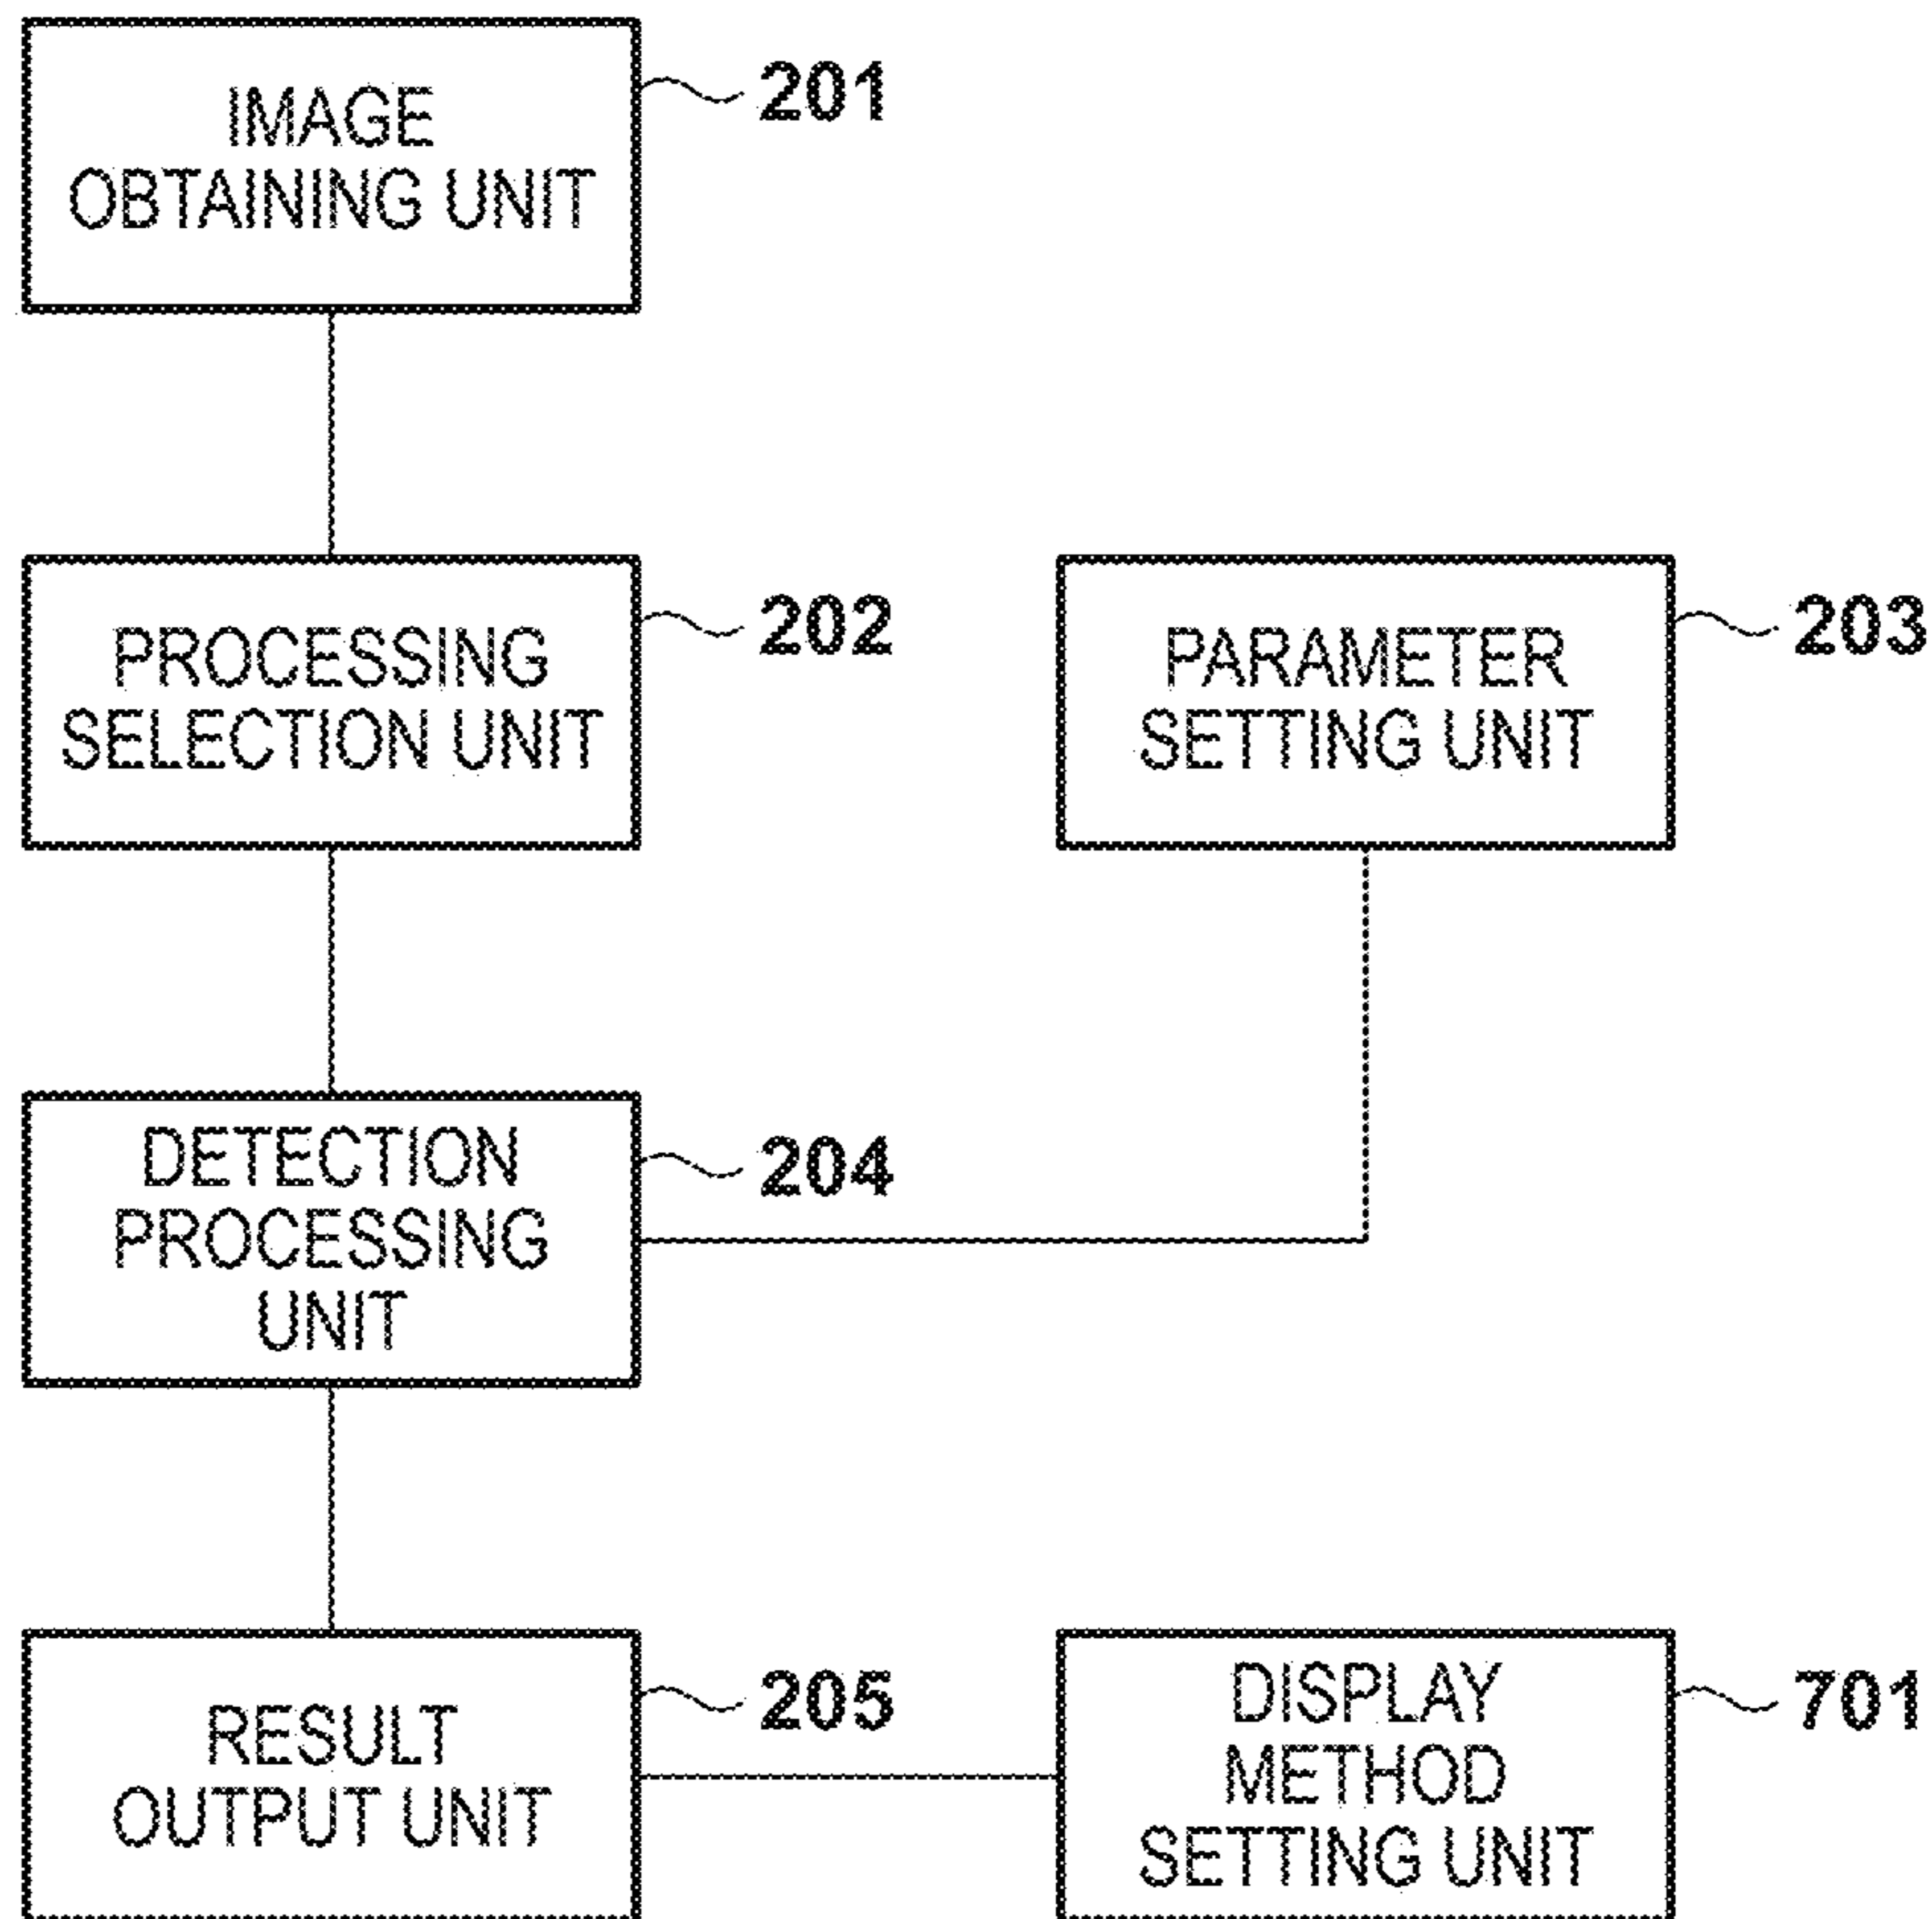 IMAGE
OBTAINING UNIT
201
PROCESSING
SELECTION UNIT
202
PARAMETER
SETTING UNIT
203
DETECTION
PROCESSING
UNIT
204
RESULT
OUTPUT UNIT
205
DISPLAY
METHOD
SETTING UNIT
701